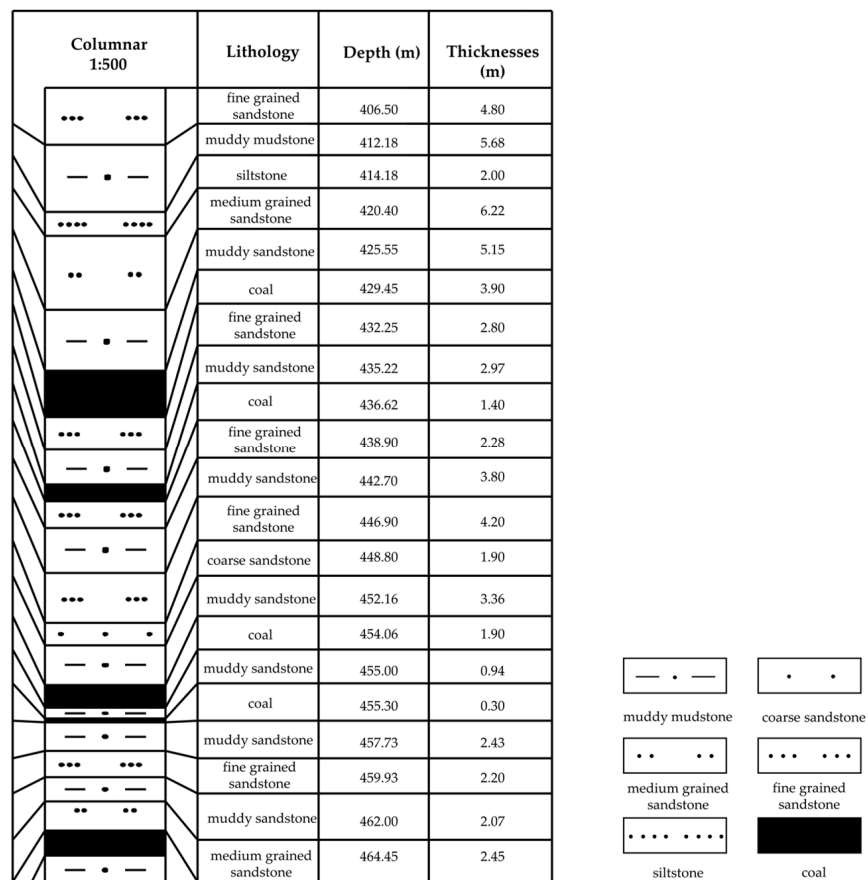 Columnar
1:500
Lithology
Depth (m)
Thicknesses
(m)
fine grained
sandstone
406.50
4.80
muddy mudstone
412.18
5.68
siltstone
414.18
2.00
medium grained
sandstone
420.40
6.22
muddy sandstone
425.55
5.15
coal
429.45
3.90
fine grained
sandstone
432.25
2.80
muddy sandstone
435.22
2.97
coal
436.62
1.40
fine grained
sandstone
438.90
2.28
muddy sandstone
442.70
3.80
fine grained
sandstone
446.90
4.20
coarse sandstone
448.80
1.90
muddy sandstone
452.16
3.36
coal
454.06
1.90
muddy sandstone
455.00
0.94
coal
455.30
0.30
muddy sandstone
457.73
2.43
fine grained
sandstone
459.93
2.20
muddy sandstone
462.00
2.07
medium grained
sandstone
464.45
2.45
muddy mudstone
coarse sandstone
medium grained
sandstone
fine grained
sandstone
siltstone
coal